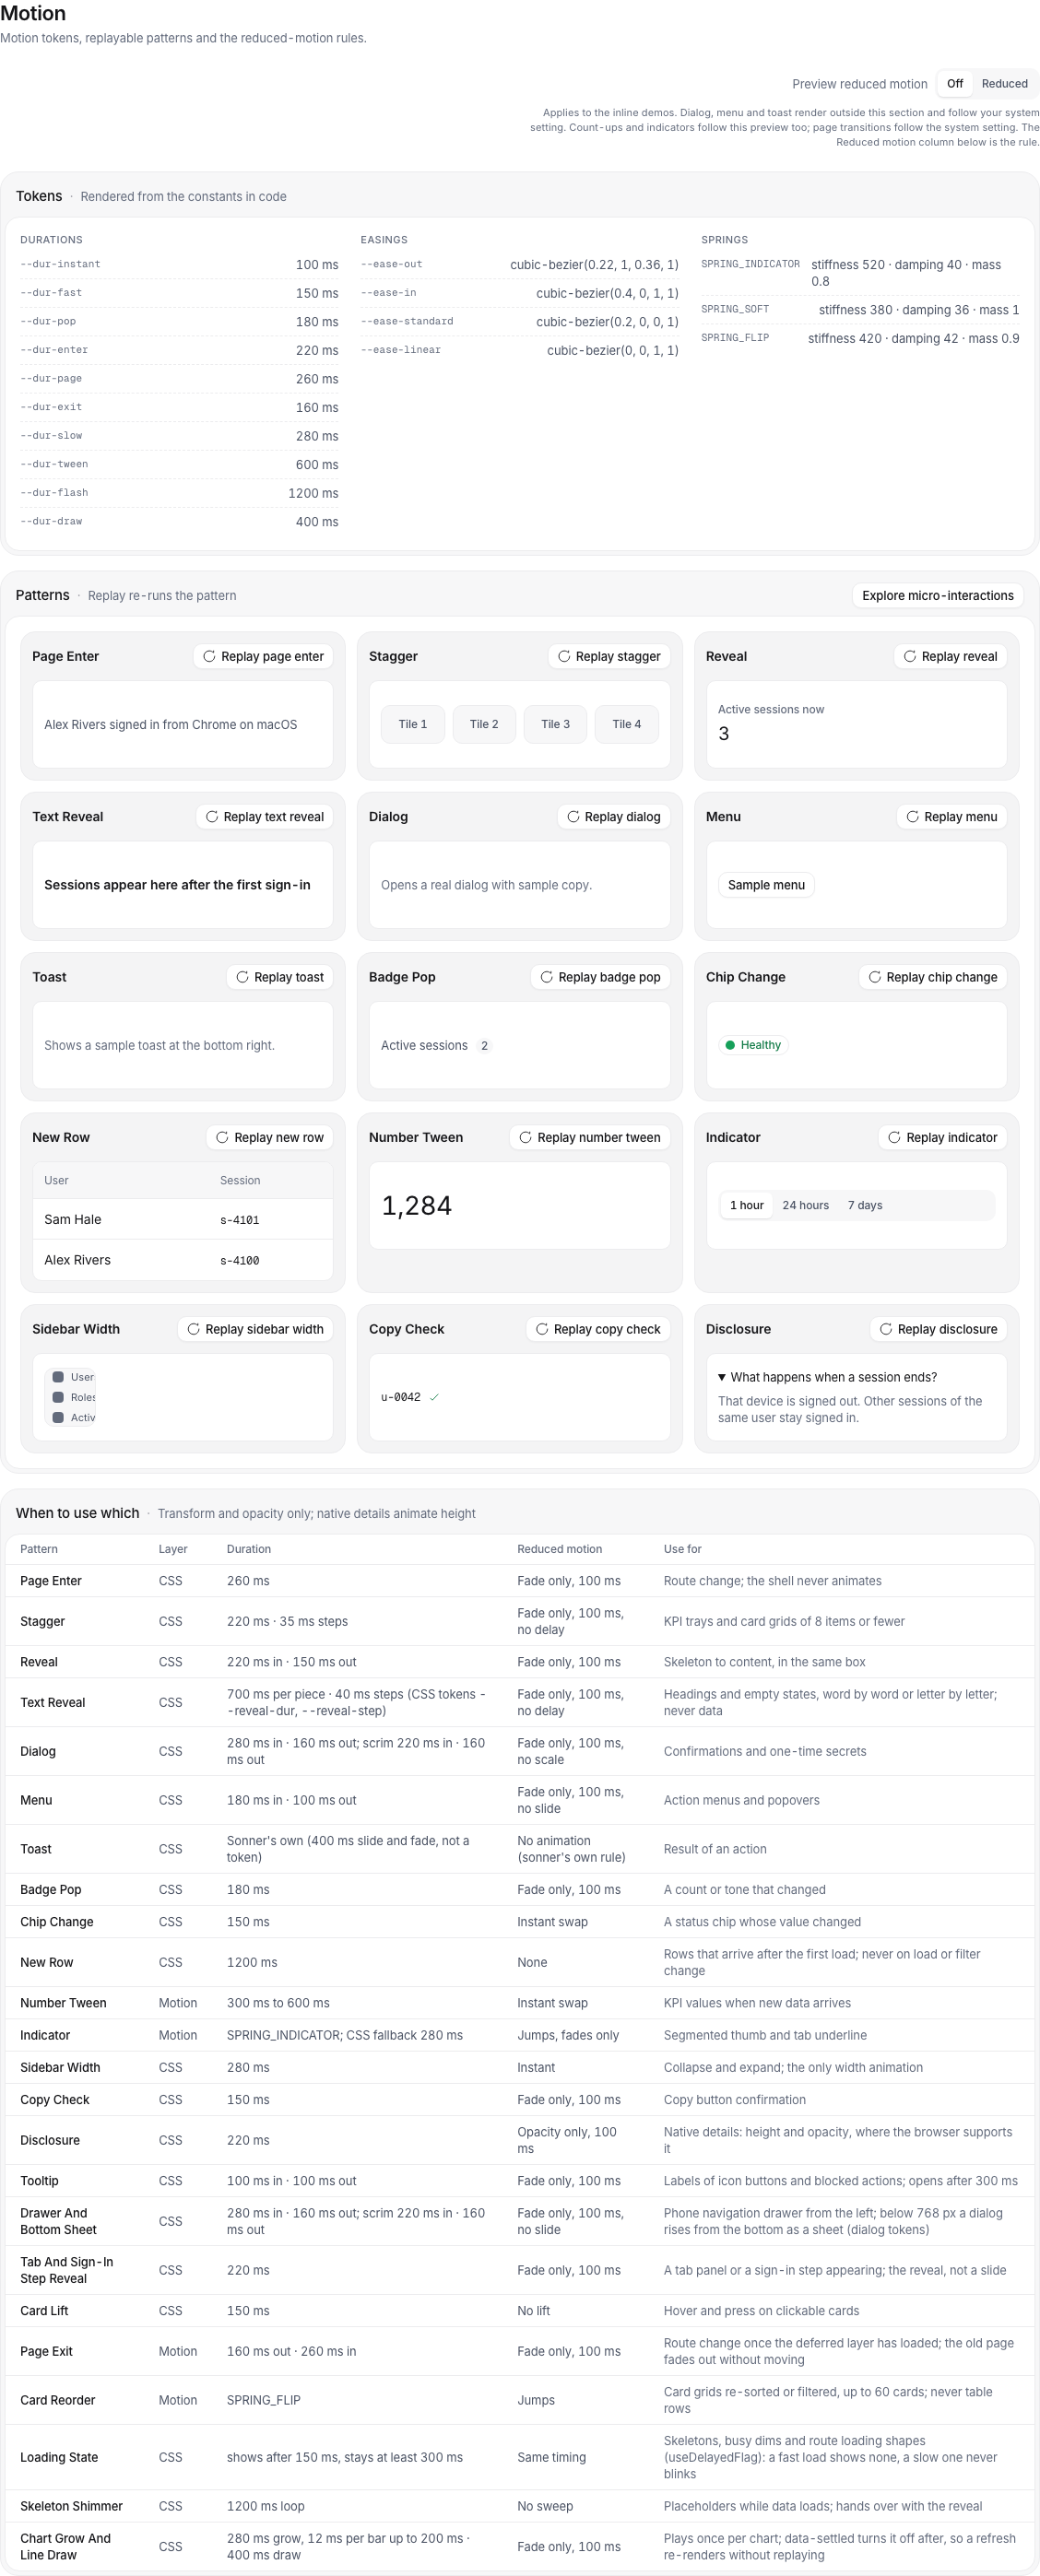 Motion
Motion tokens, replayable patterns and the reduced-motion rules.
Preview reduced motion Off Reduced
Applies to the inline demos. Dialog, menu and toast render outside this section and follow your system
setting. Count-ups and indicators follow this preview too; page transitions follow the system setting. The
Reduced motion column below is the rule.
Tokens · Rendered from the constants in code
DURATIONS
--dur-instant 100 ms
--dur-fast 150 ms
--dur-pop 180 ms
--dur-enter 220 ms
--dur-page 260 ms
--dur-exit 160 ms
--dur-slow 280 ms
--dur-tween 600 ms
--dur-flash 1200 ms
--dur-draw 400 ms
EASINGS
--ease-out cubic-bezier(0.22, 1, 0.36, 1)
--ease-in cubic-bezier(0.4, 0, 1, 1)
--ease-standard cubic-bezier(0.2, 0, 0, 1)
--ease-linear cubic-bezier(0, 0, 1, 1)
SPRINGS
SPRING_INDICATOR stiffness 520 · damping 40 · mass
0.8
SPRING_SOFT stiffness 380 · damping 36 · mass 1
SPRING_FLIP stiffness 420 · damping 42 · mass 0.9
Patterns · Replay re-runs the pattern Explore micro-interactions
Page Enter Replay page enter
Alex Rivers signed in from Chrome on macOS
Stagger Replay stagger
Tile 1 Tile 2 Tile 3 Tile 4
Reveal Replay reveal
Active sessions now
3
Text Reveal Replay text reveal
Sessions appear here after the first sign-in
Dialog Replay dialog
Opens a real dialog with sample copy.
Menu Replay menu
Sample menu
Toast Replay toast
Shows a sample toast at the bottom right.
Badge Pop Replay badge pop
Active sessions 2
Chip Change Replay chip change
Healthy
New Row Replay new row
User Session
Sam Hale s-4101
Alex Rivers s-4100
Number Tween Replay number tween
1,284
Indicator Replay indicator
1 hour 24 hours 7 days
Sidebar Width Replay sidebar width
User
Roles
Activ
Copy Check Replay copy check
u-0042
Disclosure Replay disclosure
▼ What happens when a session ends?
That device is signed out. Other sessions of the
same user stay signed in.
When to use which · Transform and opacity only; native details animate height
Pattern Layer Duration Reduced motion Use for
Page Enter CSS 260 ms Fade only, 100 ms Route change; the shell never animates
Stagger CSS 220 ms · 35 ms steps Fade only, 100 ms,
no delay KPI trays and card grids of 8 items or fewer
Reveal CSS 220 ms in · 150 ms out Fade only, 100 ms Skeleton to content, in the same box
Text Reveal CSS 700 ms per piece · 40 ms steps (CSS tokens -
-reveal-dur, --reveal-step) Fade only, 100 ms,
no delay Headings and empty states, word by word or letter by letter;
never data
Dialog CSS 280 ms in · 160 ms out; scrim 220 ms in · 160
ms out Fade only, 100 ms,
no scale Confirmations and one-time secrets
Menu CSS 180 ms in · 100 ms out Fade only, 100 ms,
no slide Action menus and popovers
Toast CSS Sonner's own (400 ms slide and fade, not a
token) No animation
(sonner's own rule) Result of an action
Badge Pop CSS 180 ms Fade only, 100 ms A count or tone that changed
Chip Change CSS 150 ms Instant swap A status chip whose value changed
New Row CSS 1200 ms None Rows that arrive after the first load; never on load or filter
change
Number Tween Motion 300 ms to 600 ms Instant swap KPI values when new data arrives
Indicator Motion SPRING_INDICATOR; CSS fallback 280 ms Jumps, fades only Segmented thumb and tab underline
Sidebar Width CSS 280 ms Instant Collapse and expand; the only width animation
Copy Check CSS 150 ms Fade only, 100 ms Copy button confirmation
Disclosure CSS 220 ms Opacity only, 100
ms Native details: height and opacity, where the browser supports
it
Tooltip CSS 100 ms in · 100 ms out Fade only, 100 ms Labels of icon buttons and blocked actions; opens after 300 ms
Drawer And
Bottom Sheet CSS 280 ms in · 160 ms out; scrim 220 ms in · 160
ms out Fade only, 100 ms,
no slide Phone navigation drawer from the left; below 768 px a dialog
rises from the bottom as a sheet (dialog tokens)
Tab And Sign-In
Step Reveal CSS 220 ms Fade only, 100 ms A tab panel or a sign-in step appearing; the reveal, not a slide
Card Lift CSS 150 ms No lift Hover and press on clickable cards
Page Exit Motion 160 ms out · 260 ms in Fade only, 100 ms Route change once the deferred layer has loaded; the old page
fades out without moving
Card Reorder Motion SPRING_FLIP Jumps Card grids re-sorted or filtered, up to 60 cards; never table
rows
Loading State CSS shows after 150 ms, stays at least 300 ms Same timing Skeletons, busy dims and route loading shapes
(useDelayedFlag): a fast load shows none, a slow one never
blinks
Skeleton Shimmer CSS 1200 ms loop No sweep Placeholders while data loads; hands over with the reveal
Chart Grow And
Line Draw CSS 280 ms grow, 12 ms per bar up to 200 ms ·
400 ms draw Fade only, 100 ms Plays once per chart; data-settled turns it off after, so a refresh
re-renders without replaying